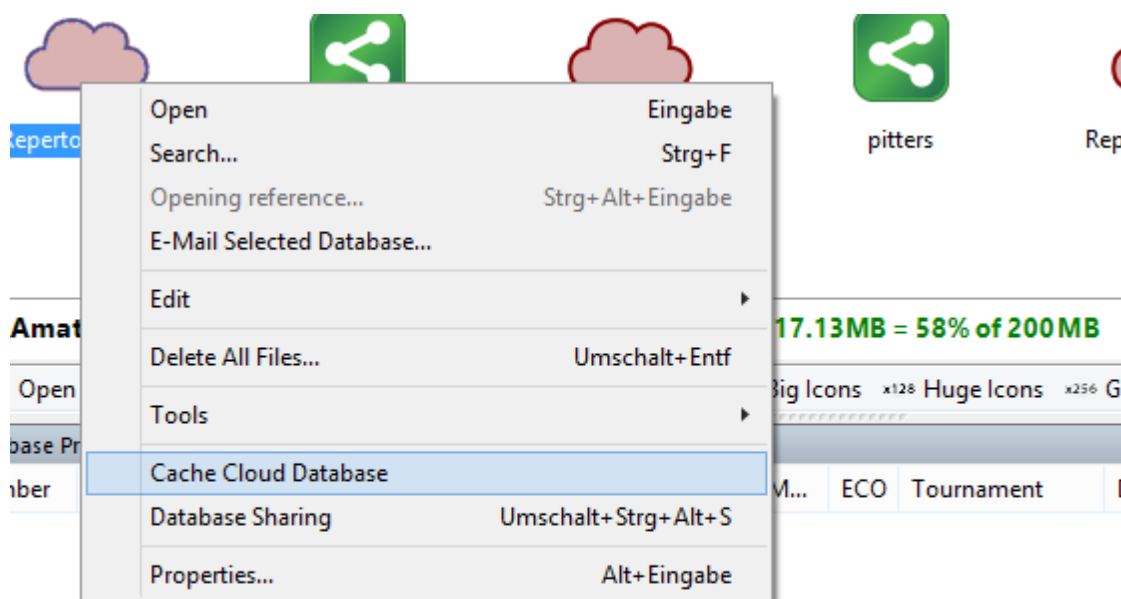 Open Eingabe
Search... Strg+F
Reperto
pitters
Rep
Opening reference... Strg+Alt+Eingabe
E-Mail Selected Database...
Edit
Amat
17.13MB = 58% of 200MB
Delete All Files... Umschalt+Entf
Open
Big Icons x128 Huge Icons x256 G
Tools
base Pr
Cache Cloud Database
mber
M... ECO Tournament
Database Sharing Umschalt+Strg+Alt+S
Properties... Alt+Eingabe